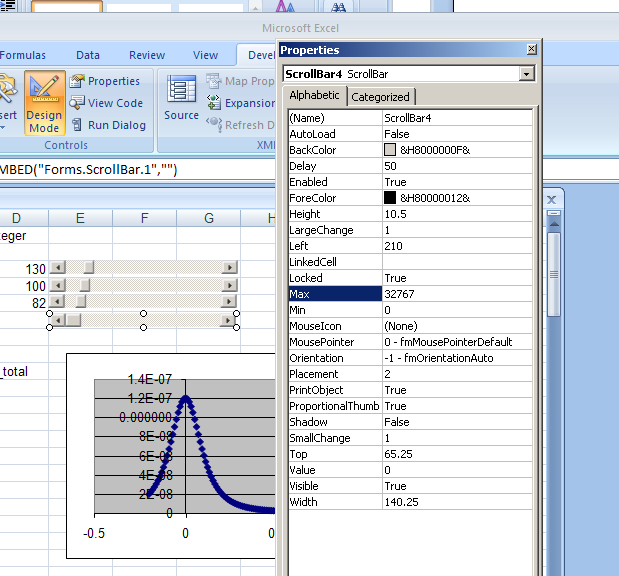 Microsoft Excel
Formulas Data Review View
Properties
View Code
Run Dialog
Design
Mode
Controls
Source
Map Prop
Expansion
Refresh D
MBED("Forms.ScrollBar.1","")
D E F G H
teger
130
100
82
_total
1.4E-07
1.2E-07
0.000000
8E-08
6E-08
4E-08
2E-08
0
-0.5 0
Properties
ScrollBar4 ScrollBar
Alphabetic Categorized
(Name) ScrollBar4
AutoLoad False
BackColor &H8000000F&
Delay 50
Enabled True
ForeColor &H80000012&
Height 10.5
LargeChange 1
Left 210
LinkedCell
Locked True
Max 32767
Min 0
MouseIcon (None)
MousePointer 0 - fmMousePointerDefault
Orientation -1 - fmOrientationAuto
Placement 2
PrintObject True
ProportionalThumb True
Shadow False
SmallChange 1
Top 65.25
Value 0
Visible True
Width 140.25